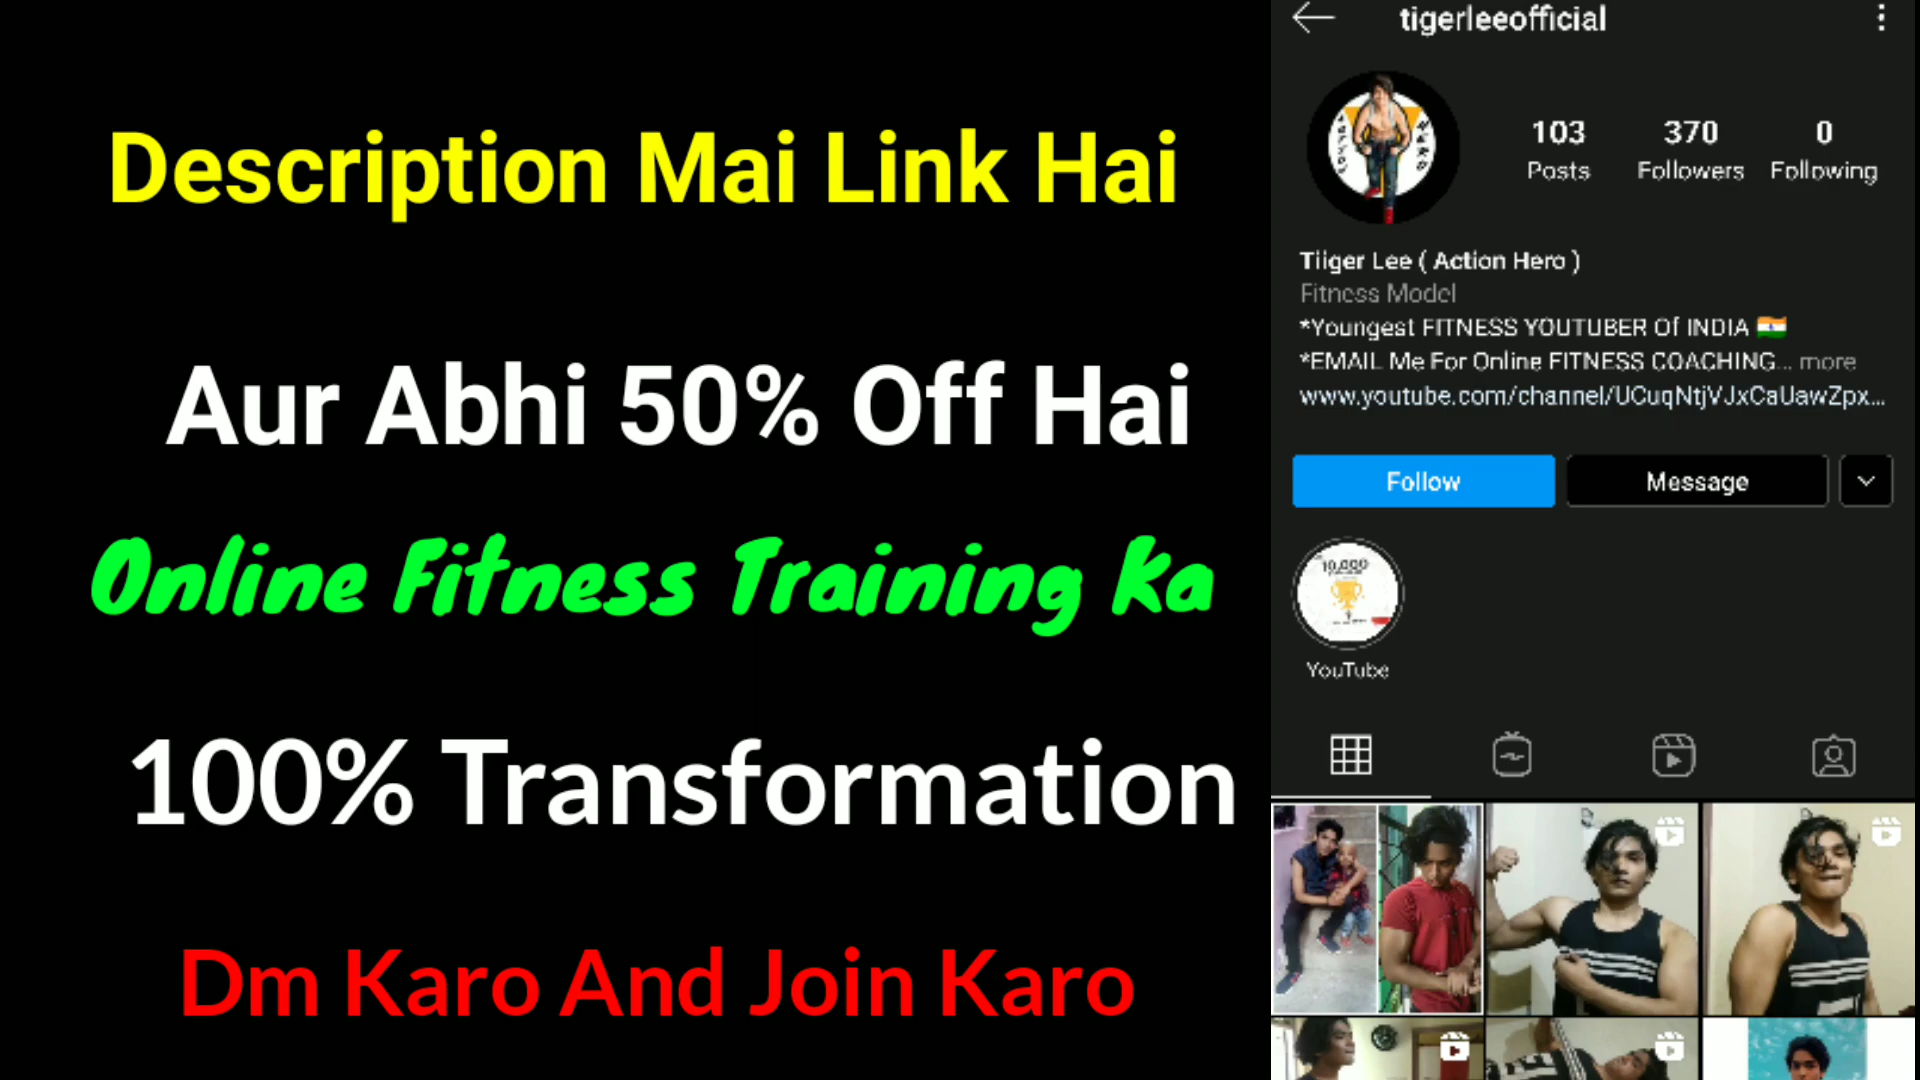 Description Mai Link Hai
Aur Abhi 50% Off Hai
Online Fitness Training Ka
100% Transformation
Dm Karo And Join Karo
tigerleeofficial
103
Posts
370
Followers
0
Following
Tiiger Lee ( Action Hero )
Fitness Model
*Youngest FITNESS YOUTUBER Of INDIA 🇮🇳
*EMAIL Me For Online FITNESS COACHING... more
www.youtube.com/channel/UCuqNtjVJxCaUawZpx...
Follow
Message
10,000
YouTube